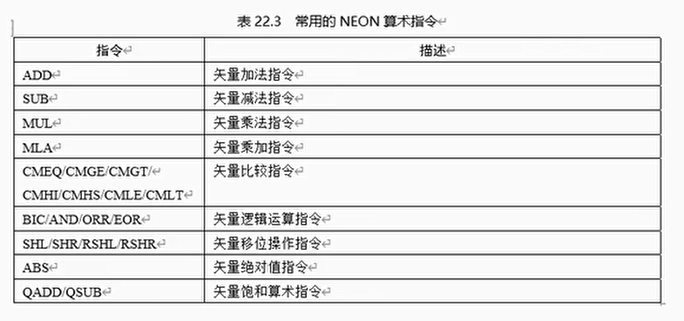 表 22.3 常用的 NEON 算术指令
指令 描述
ADD 矢量加法指令
SUB 矢量减法指令
MUL 矢量乘法指令
MLA 矢量乘加指令
CMEQ/CMGE/CMGT/ 矢量比较指令
CMHI/CMHS/CMLE/CMLT
BIC/AND/ORR/EOR 矢量逻辑运算指令
SHL/SHR/RSHL/RSHR 矢量移位操作指令
ABS 矢量绝对值指令
QADD/QSUB 矢量饱和算术指令